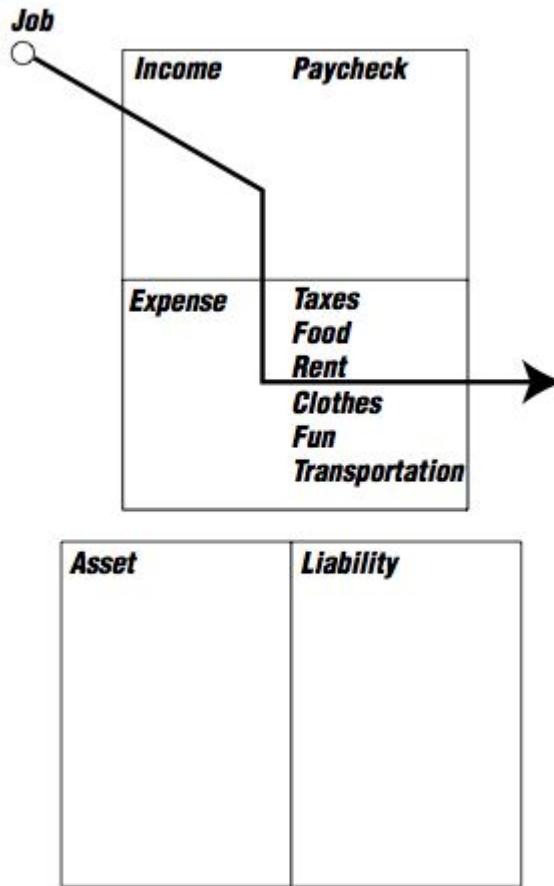 Job
Income Paycheck
Expense Taxes
Food
Rent
Clothes
Fun
Transportation
Asset Liability